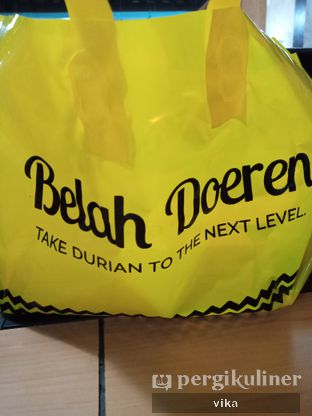 Belah Doeren
TAKE DURIAN TO THE NEXT LEVEL.
pergikuliner
vika